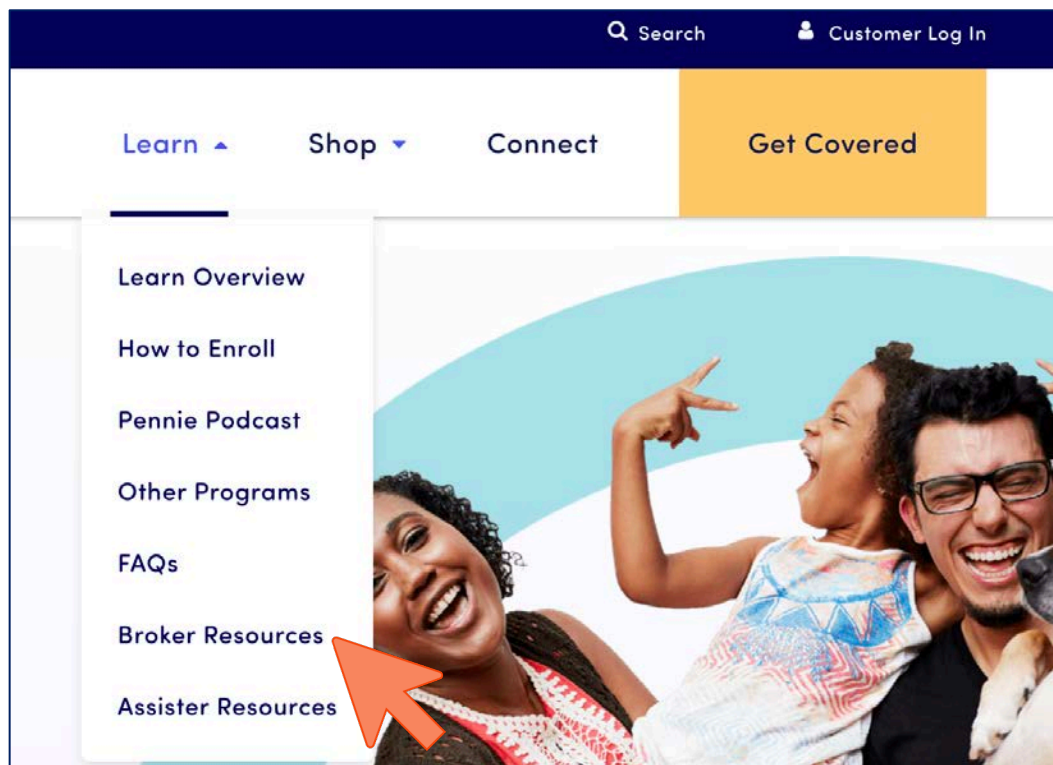 Search
Customer Log In
Learn
Shop
Connect
Get Covered
Learn Overview
How to Enroll
Pennie Podcast
Other Programs
FAQs
Broker Resources
Assister Resources